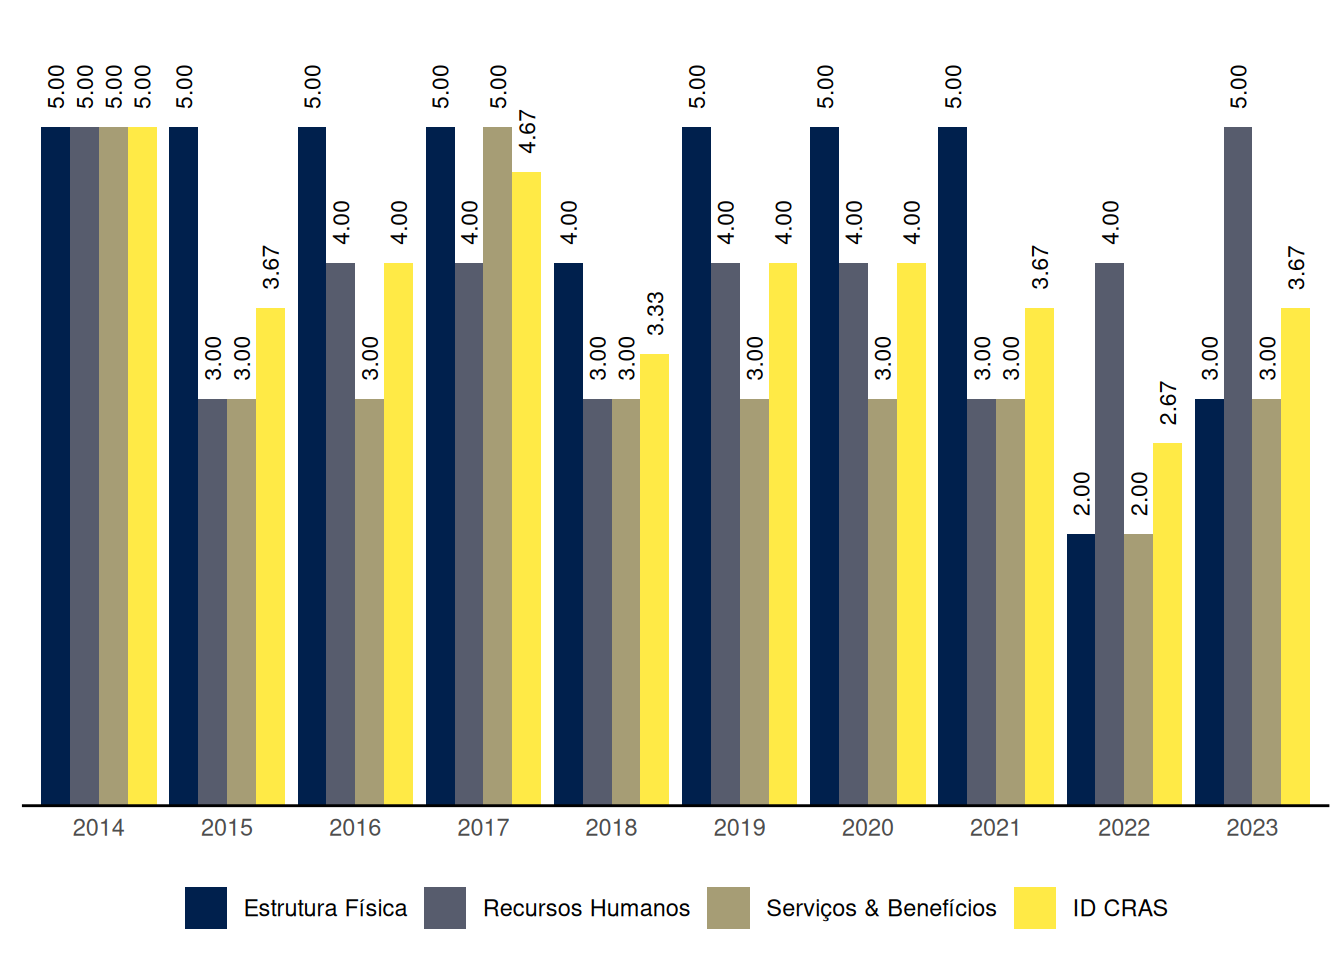 5.00 5.00 5.00 5.00 5.00 3.00 3.00 3.67 5.00 4.00 3.00 4.00 5.00 4.00 5.00 4.67 4.00 3.00 3.00 3.33 5.00 4.00 3.00 4.00 5.00 4.00 3.00 4.00 5.00 3.00 3.00 3.67 2.00 4.00 2.00 2.67 3.00 5.00 3.00 3.67
2014 2015 2016 2017 2018 2019 2020 2021 2022 2023
Estrutura Física Recursos Humanos Serviços & Benefícios ID CRAS